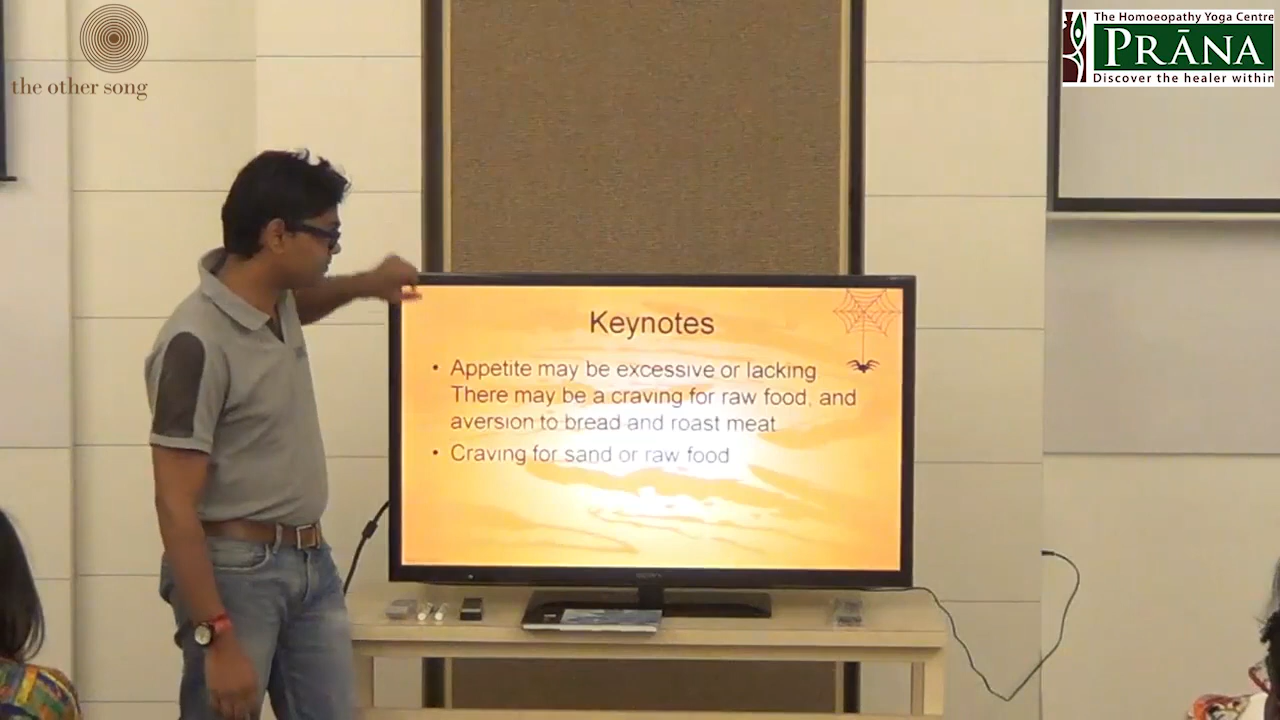 the other song
The Homoeopathy Yoga Centre
PRĀNA
Discover the healer within
Keynotes
• Appetite may be excessive or lacking
There may be a craving for raw food, and
aversion to bread and roast meat
• Craving for sand or raw food
SONY